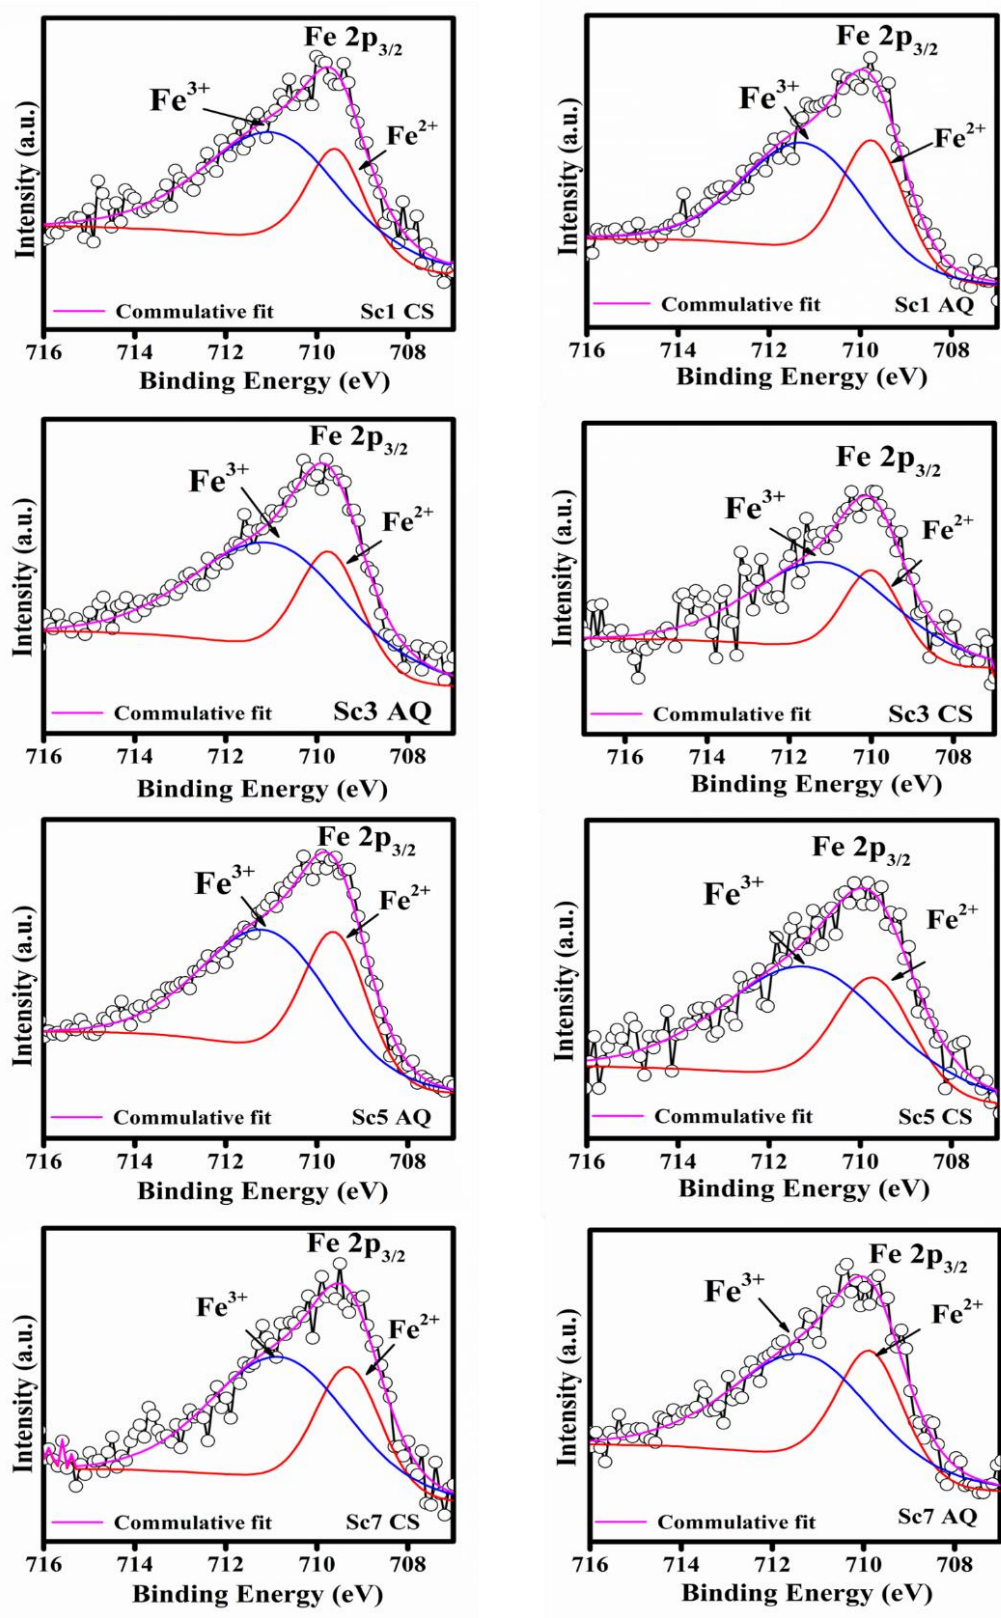 Fe 2p3/2
Fe3+
Fe2+
Intensity (a.u.)
Commulative fit
Sc1 CS
716 714 712 710 708
Binding Energy (eV)
Fe 2p3/2
Fe3+
Fe2+
Intensity (a.u.)
Commulative fit
Sc1 AQ
716 714 712 710 708
Binding Energy (eV)
Fe 2p3/2
Fe3+
Fe2+
Intensity (a.u.)
Commulative fit
Sc3 AQ
716 714 712 710 708
Binding Energy (eV)
Fe 2p3/2
Fe3+
Fe2+
Intensity (a.u.)
Commulative fit
Sc3 CS
716 714 712 710 708
Binding Energy (eV)
Fe 2p3/2
Fe3+
Fe2+
Intensity (a.u.)
Commulative fit
Sc5 AQ
716 714 712 710 708
Binding Energy (eV)
Fe 2p3/2
Fe3+
Fe2+
Intensity (a.u.)
Commulative fit
Sc5 CS
716 714 712 710 708
Binding Energy (eV)
Fe 2p3/2
Fe3+
Fe2+
Intensity (a.u.)
Commulative fit
Sc7 CS
716 714 712 710 708
Binding Energy (eV)
Fe 2p3/2
Fe3+
Fe2+
Intensity (a.u.)
Commulative fit
Sc7 AQ
716 714 712 710 708
Binding Energy (eV)